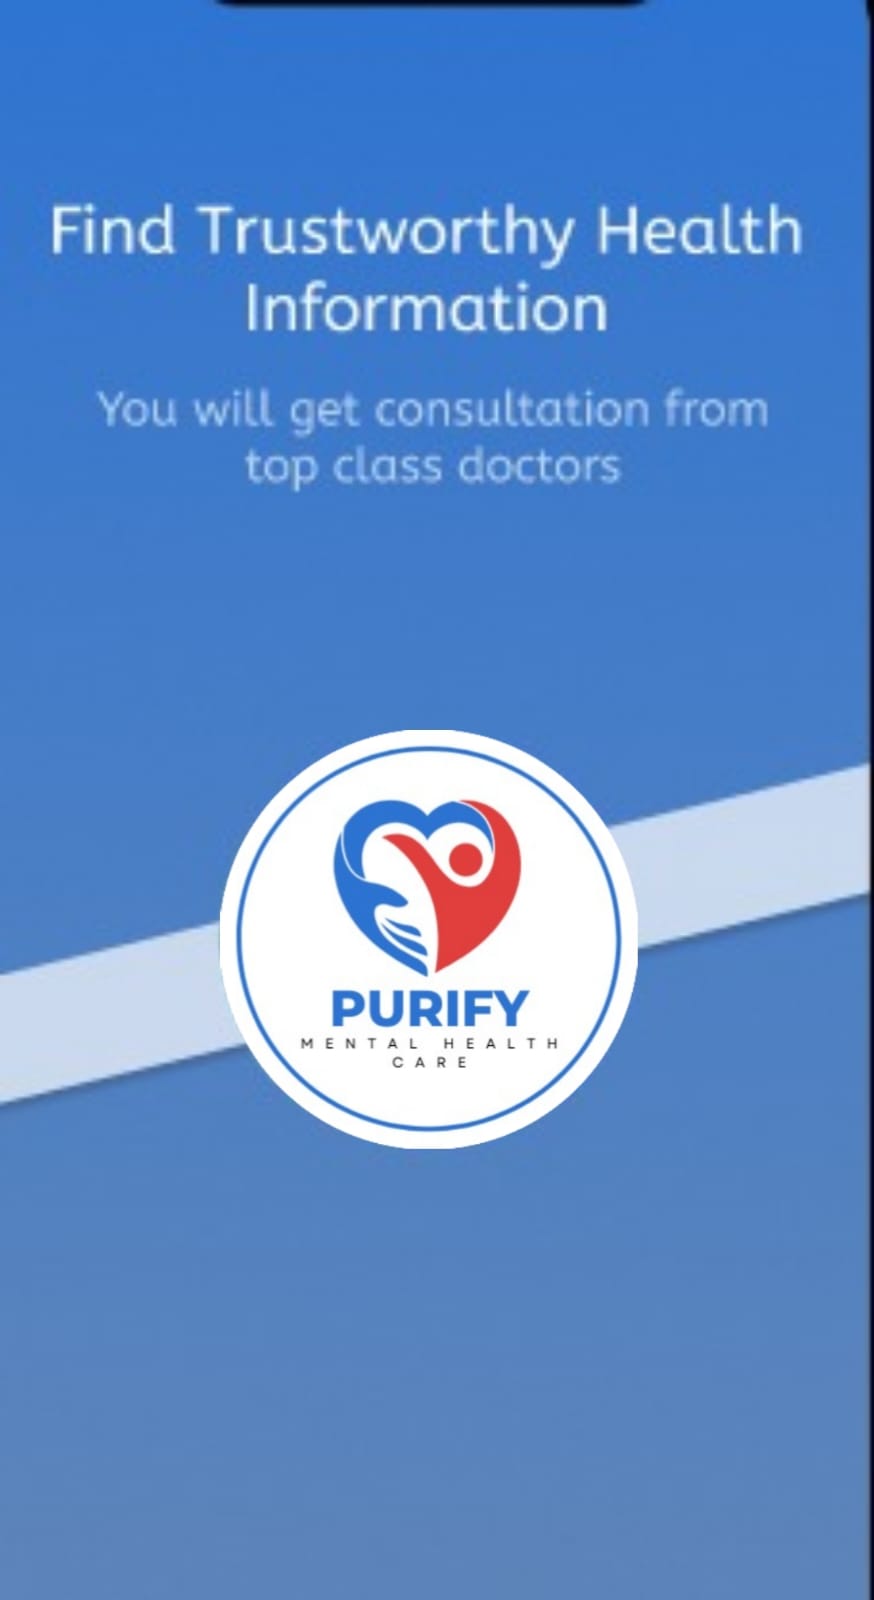 Find Trustworthy Health
Information
You will get consultation from
top class doctors
PURIFY
MENTAL HEALTH
CARE